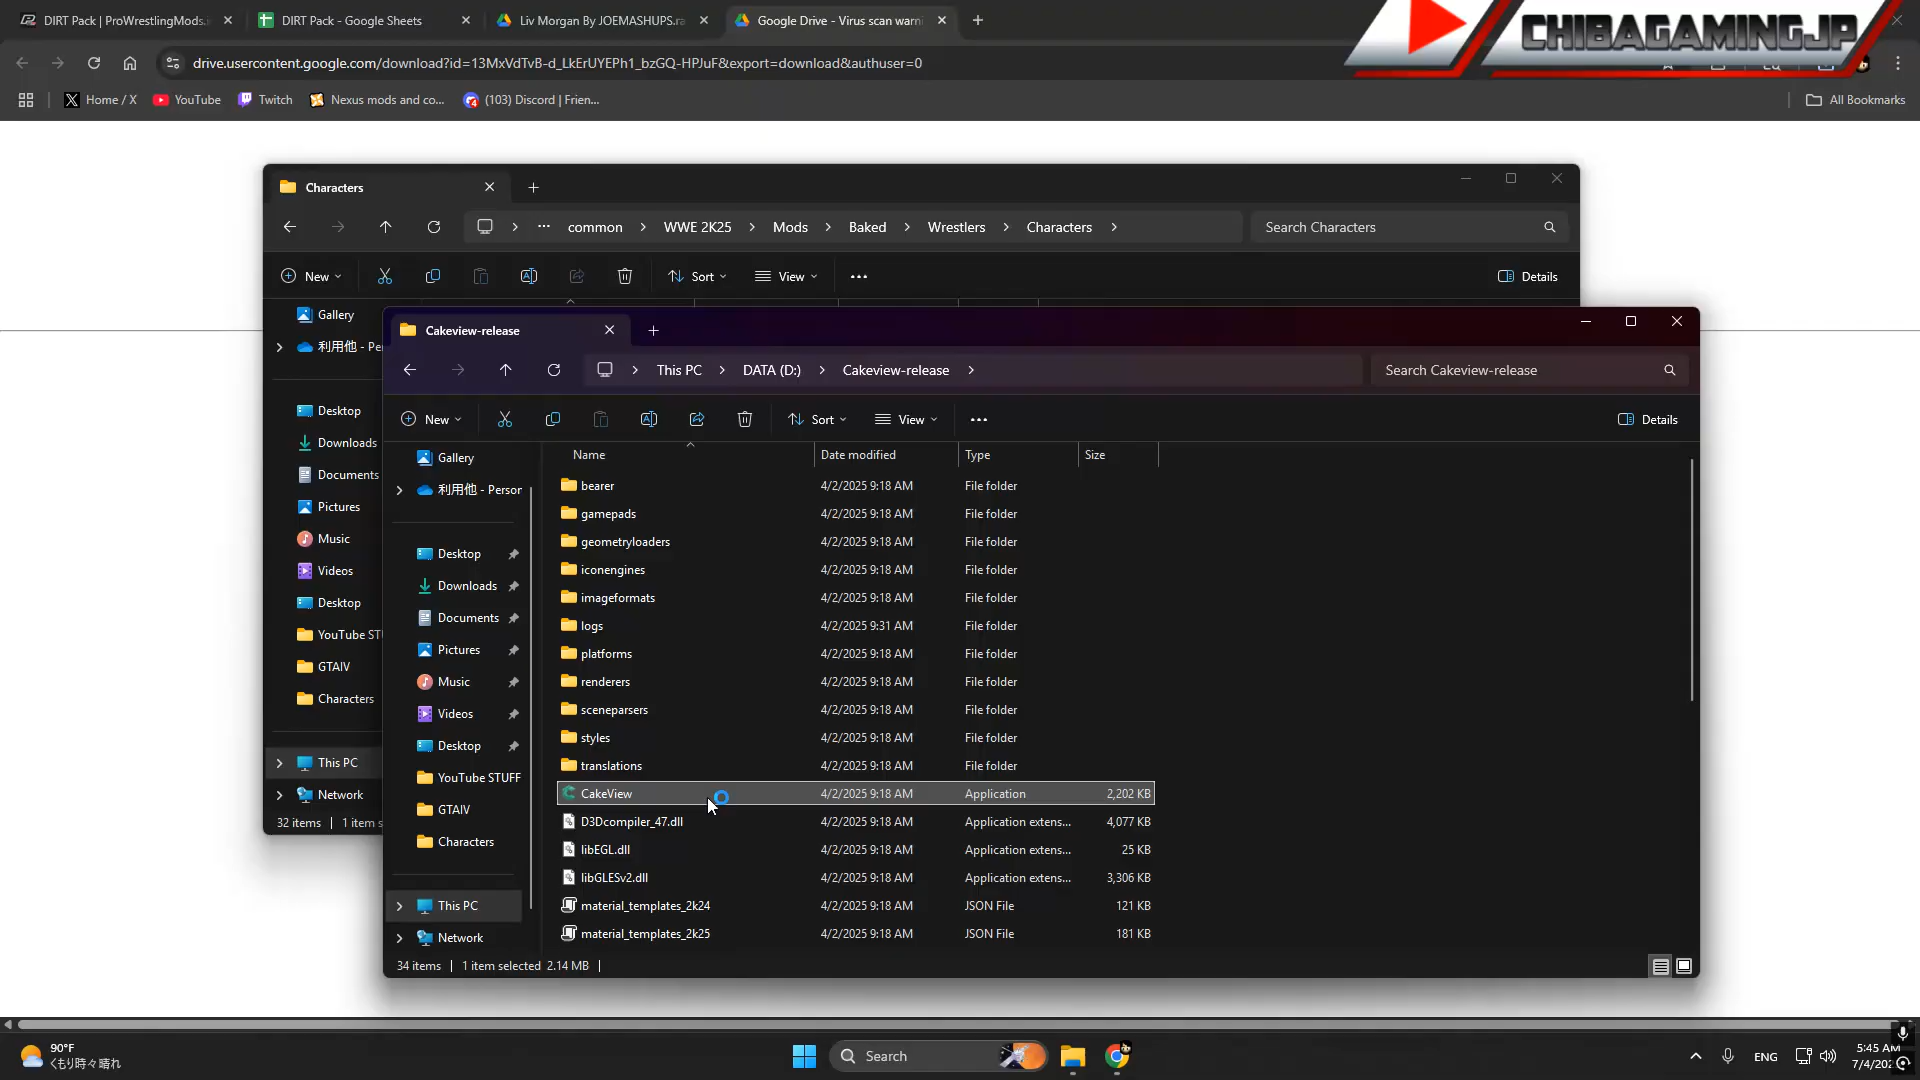 DIRT Pack | ProWrestlingMods.i
DIRT Pack - Google Sheets
Liv Morgan By JOEMASHUPS.ra
Google Drive - Virus scan warni
CHIBAGAMINGJP
drive.usercontent.google.com/download?id=13MxVdTvB-d_LkErUYEPh1_bzGQ-HPJuF&export=download&authuser=0
Home / X
YouTube
Twitch
Nexus mods and co...
(103) Discord | Frien...
All Bookmarks
Characters
common > WWE 2K25 > Mods > Baked > Wrestlers > Characters >
Search Characters
New
Sort
View
Details
Gallery
利用他 - Pe
Desktop
Downloads
Documents
Pictures
Music
Videos
Desktop
YouTube ST
GTAIV
Characters
This PC
Network
32 items
1 item s
Cakeview-release
This PC > DATA (D:) > Cakeview-release >
Search Cakeview-release
New
Sort
View
Details
Gallery
利用他 - Person
Desktop
Downloads
Documents
Pictures
Music
Videos
Desktop
YouTube STUFF
GTAIV
Characters
This PC
Network
Name Date modified Type Size
bearer 4/2/2025 9:18 AM File folder
gamepads 4/2/2025 9:18 AM File folder
geometryloaders 4/2/2025 9:18 AM File folder
iconengines 4/2/2025 9:18 AM File folder
imageformats 4/2/2025 9:18 AM File folder
logs 4/2/2025 9:31 AM File folder
platforms 4/2/2025 9:18 AM File folder
renderers 4/2/2025 9:18 AM File folder
sceneparsers 4/2/2025 9:18 AM File folder
styles 4/2/2025 9:18 AM File folder
translations 4/2/2025 9:18 AM File folder
CakeView 4/2/2025 9:18 AM Application 2,202 KB
D3Dcompiler_47.dll 4/2/2025 9:18 AM Application extens... 4,077 KB
libEGL.dll 4/2/2025 9:18 AM Application extens... 25 KB
libGLESv2.dll 4/2/2025 9:18 AM Application extens... 3,306 KB
material_templates_2k24 4/2/2025 9:18 AM JSON File 121 KB
material_templates_2k25 4/2/2025 9:18 AM JSON File 181 KB
34 items
1 item selected 2.14 MB
90°F
くもり時々晴れ
Search
ENG
5:45 AM
7/4/202